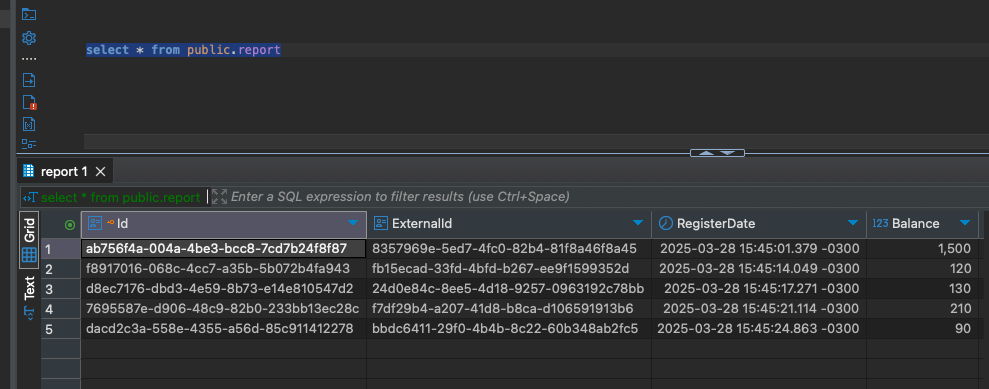 select * from public.report
report 1
select * from public.report Enter a SQL expression to filter results (use Ctrl+Space)
Grid
Text
Id ExternalId RegisterDate 123 Balance
1 ab756f4a-004a-4be3-bcc8-7cd7b24f8f87 8357969e-5ed7-4fc0-82b4-81f8a46f8a45 2025-03-28 15:45:01.379 -0300 1,500
2 f8917016-068c-4cc7-a35b-5b072b4fa943 fb15ecad-33fd-4bfd-b267-ee9f1599352d 2025-03-28 15:45:14.049 -0300 120
3 d8ec7176-dbd3-4e59-8b73-e14e810547d2 24d0e84c-8ee5-4d18-9257-0963192c78bb 2025-03-28 15:45:17.271 -0300 130
4 7695587e-d906-48c9-82b0-233bb13ec28c f7df29b4-a207-41d8-b8ca-d106591913b6 2025-03-28 15:45:21.114 -0300 210
5 dacd2c3a-558e-4355-a56d-85c911412278 bbdc6411-29f0-4b4b-8c22-60b348ab2fc5 2025-03-28 15:45:24.863 -0300 90